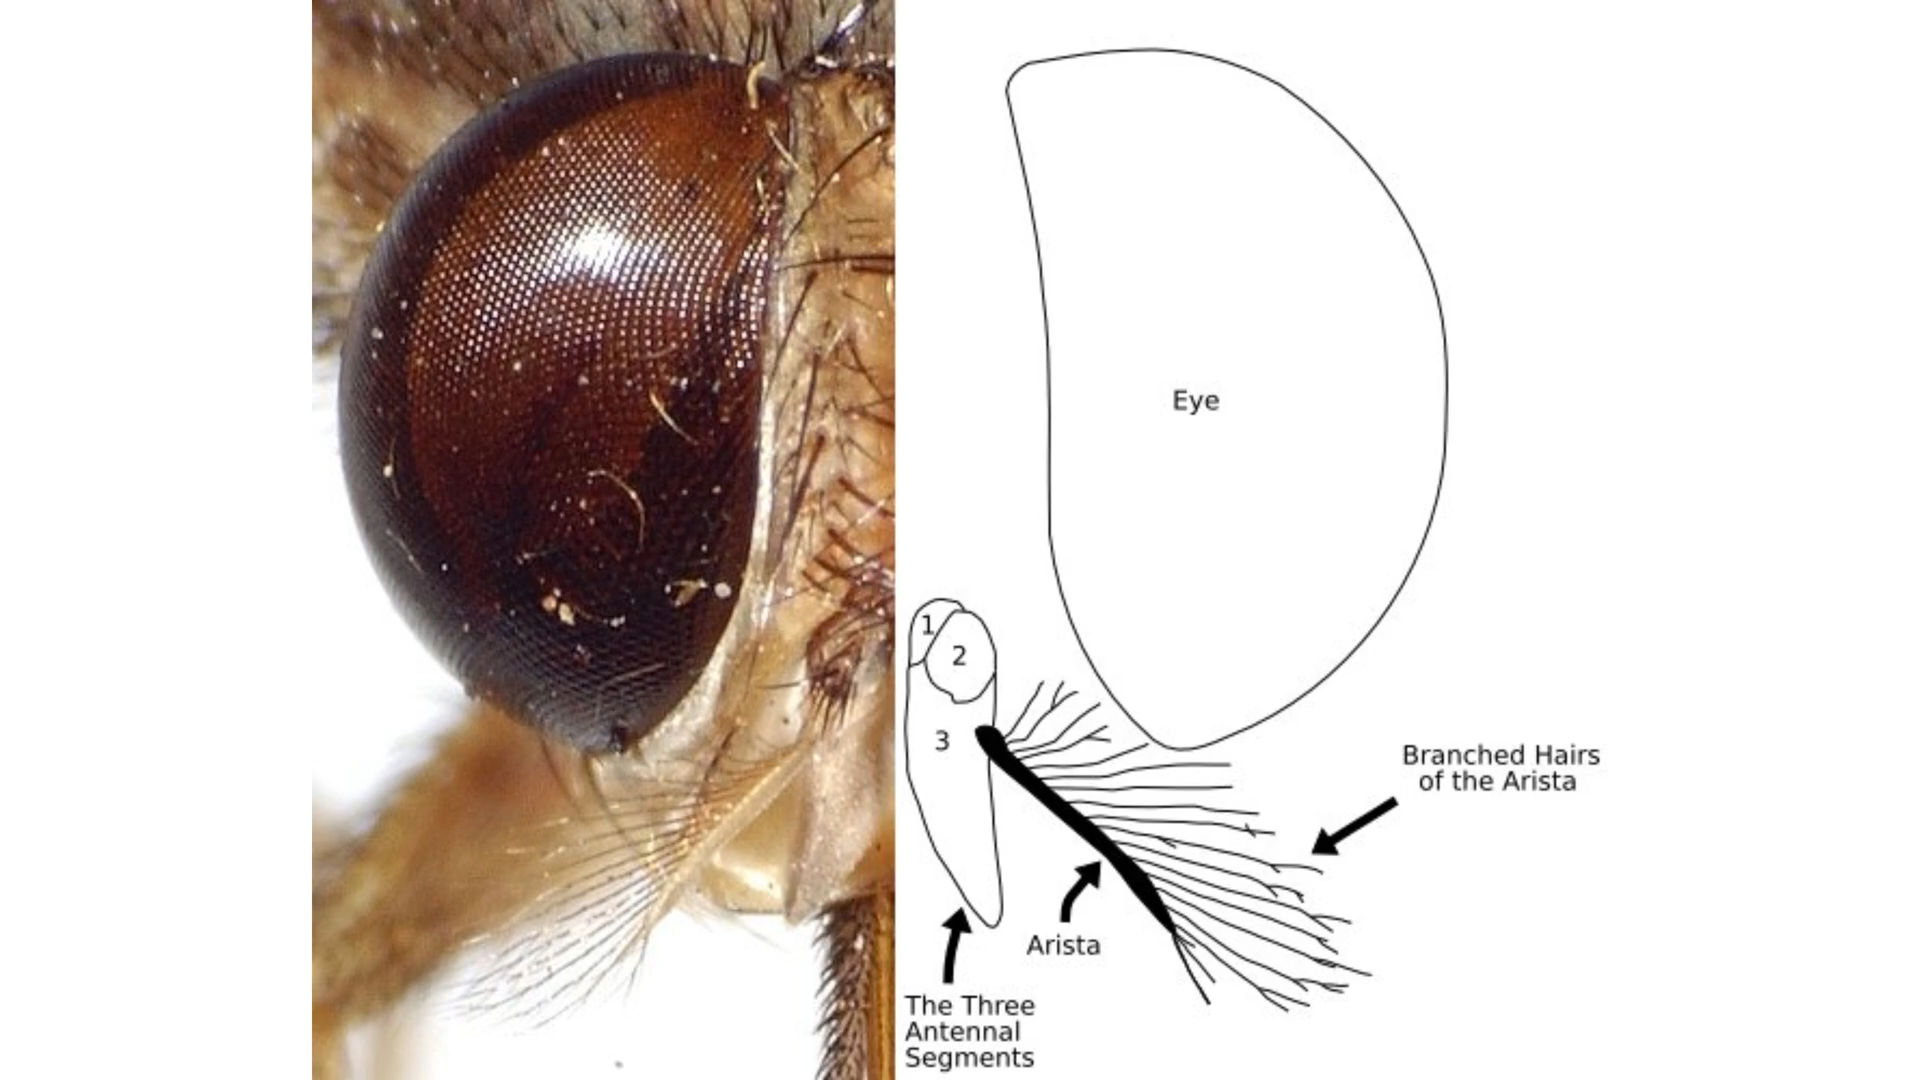 Eye
1
2
3
Branched Hairs
of the Arista
Arista
The Three
Antennal
Segments